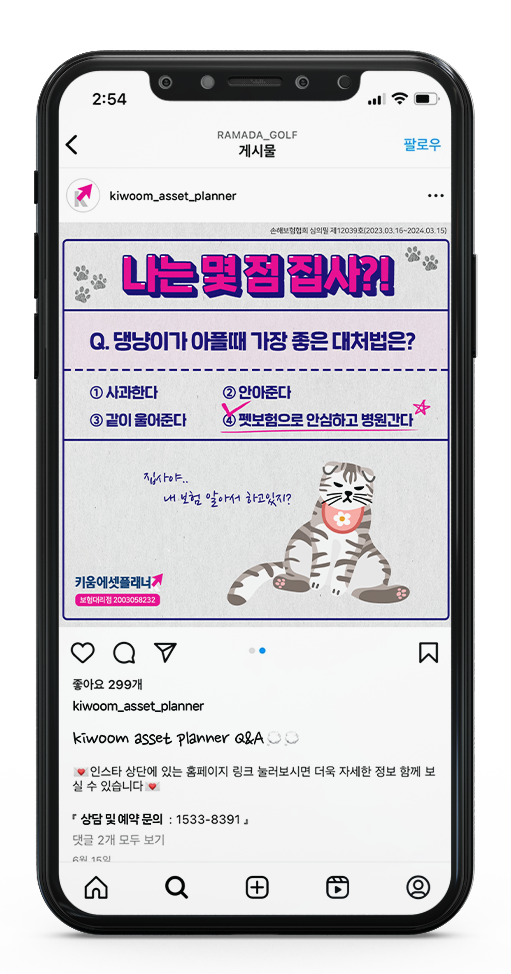 2:54
RAMADA_GOLF
게시물
팔로우
kiwoom_asset_planner
손해보험협회 심의필 제12039호(2023.03.16~2024.03.15)
나는 몇 점 집사?!
Q. 댕냥이가 아플때 가장 좋은 대처법은?
① 사과한다 ② 안아준다
③ 같이 울어준다 ④ 펫보험으로 안심하고 병원간다
집사야..
내 보험 알아서 하고있지?
키움에셋플래너
보험대리점 2003058232
좋아요 299개
kiwoom_asset_planner
kiwoom asset planner Q&A
인스타 상단에 있는 홈페이지 링크 눌러보시면 더욱 자세한 정보 함께 보
실 수 있습니다
『 상담 및 예약 문의 : 1533-8391 』
댓글 2개 모두 보기
6월 15일